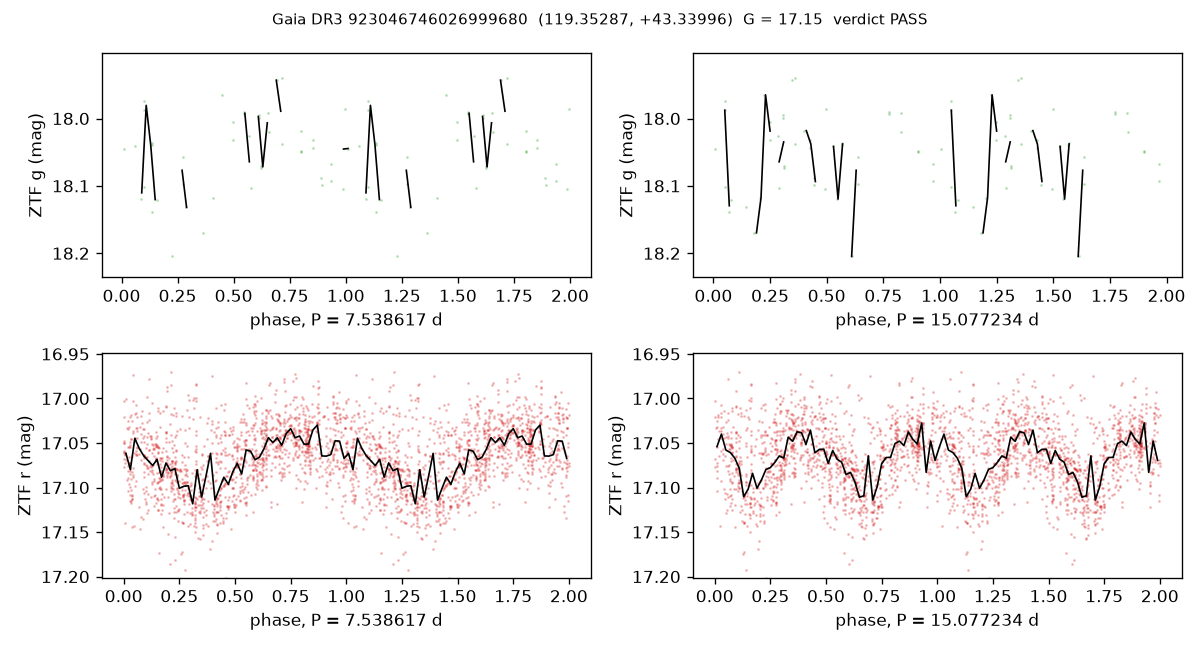 Gaia DR3 923046746026999680 (119.35287, +43.33996) G = 17.15 verdict PASS
ZTF g (mag)
18.0
18.1
18.2
0.00 0.25 0.50 0.75 1.00 1.25 1.50 1.75 2.00
phase, P = 7.538617 d
ZTF g (mag)
18.0
18.1
18.2
0.00 0.25 0.50 0.75 1.00 1.25 1.50 1.75 2.00
phase, P = 15.077234 d
ZTF r (mag)
16.95
17.00
17.05
17.10
17.15
17.20
0.00 0.25 0.50 0.75 1.00 1.25 1.50 1.75 2.00
phase, P = 7.538617 d
ZTF r (mag)
16.95
17.00
17.05
17.10
17.15
17.20
0.00 0.25 0.50 0.75 1.00 1.25 1.50 1.75 2.00
phase, P = 15.077234 d